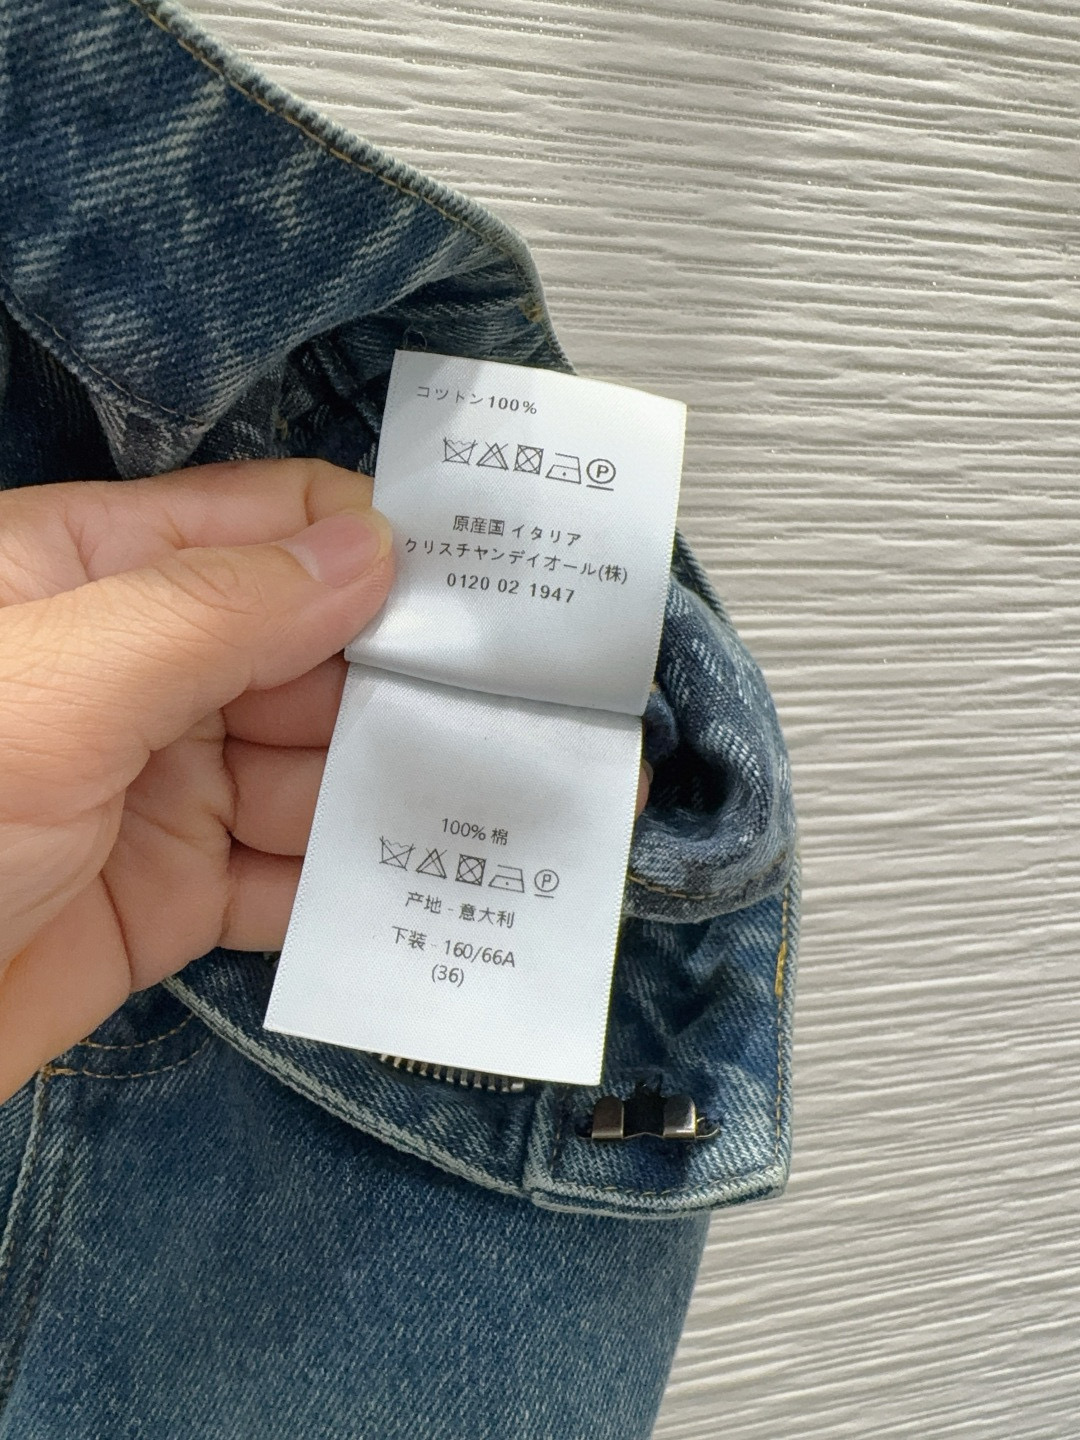 コットン100%
P
原産国 イタリア
クリスチャンディオール(株)
0120 02 1947
100% 棉
P
产地 - 意大利
下装 - 160/66A
(36)